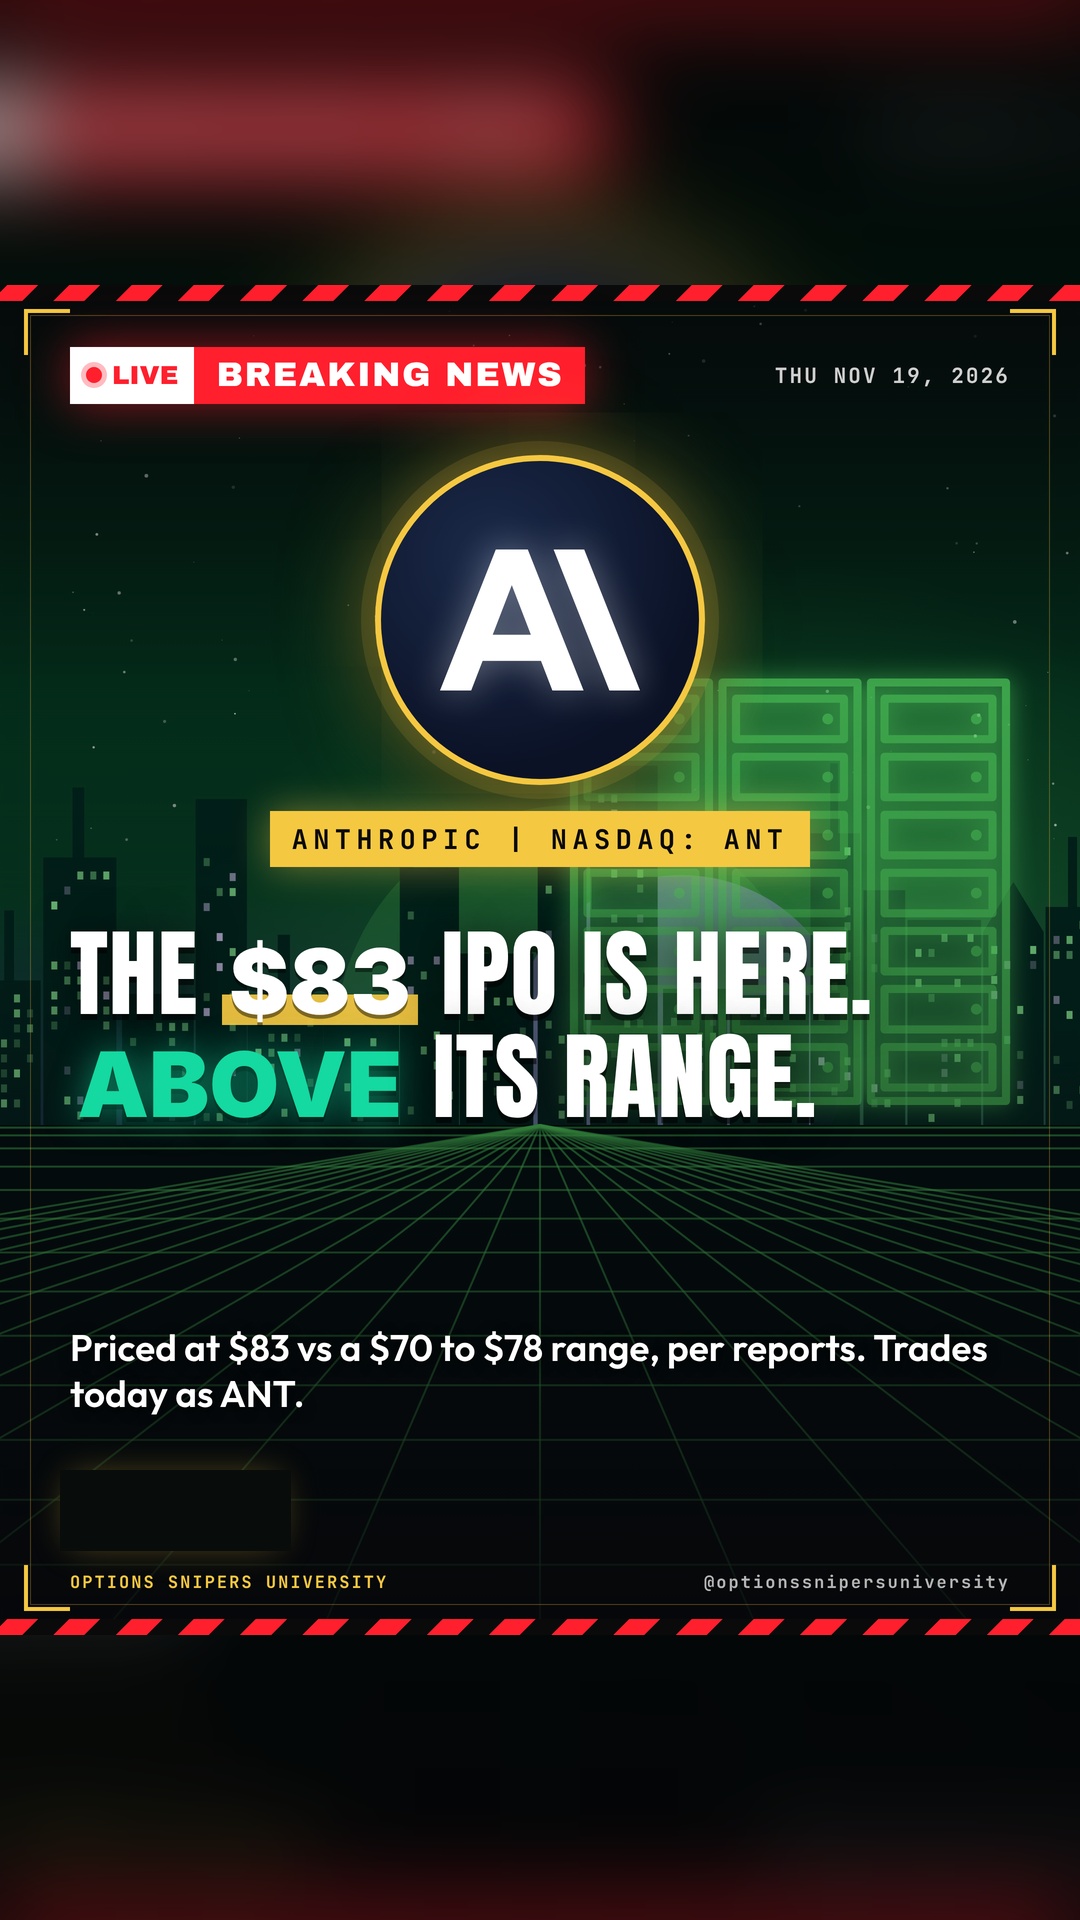 LIVE BREAKING NEWS
THU NOV 19, 2026
AI
ANTHROPIC | NASDAQ: ANT
THE $83 IPO IS HERE.
ABOVE ITS RANGE.
Priced at $83 vs a $70 to $78 range, per reports. Trades
today as ANT.
OPTIONS SNIPERS UNIVERSITY
@optionssnipersuniversity